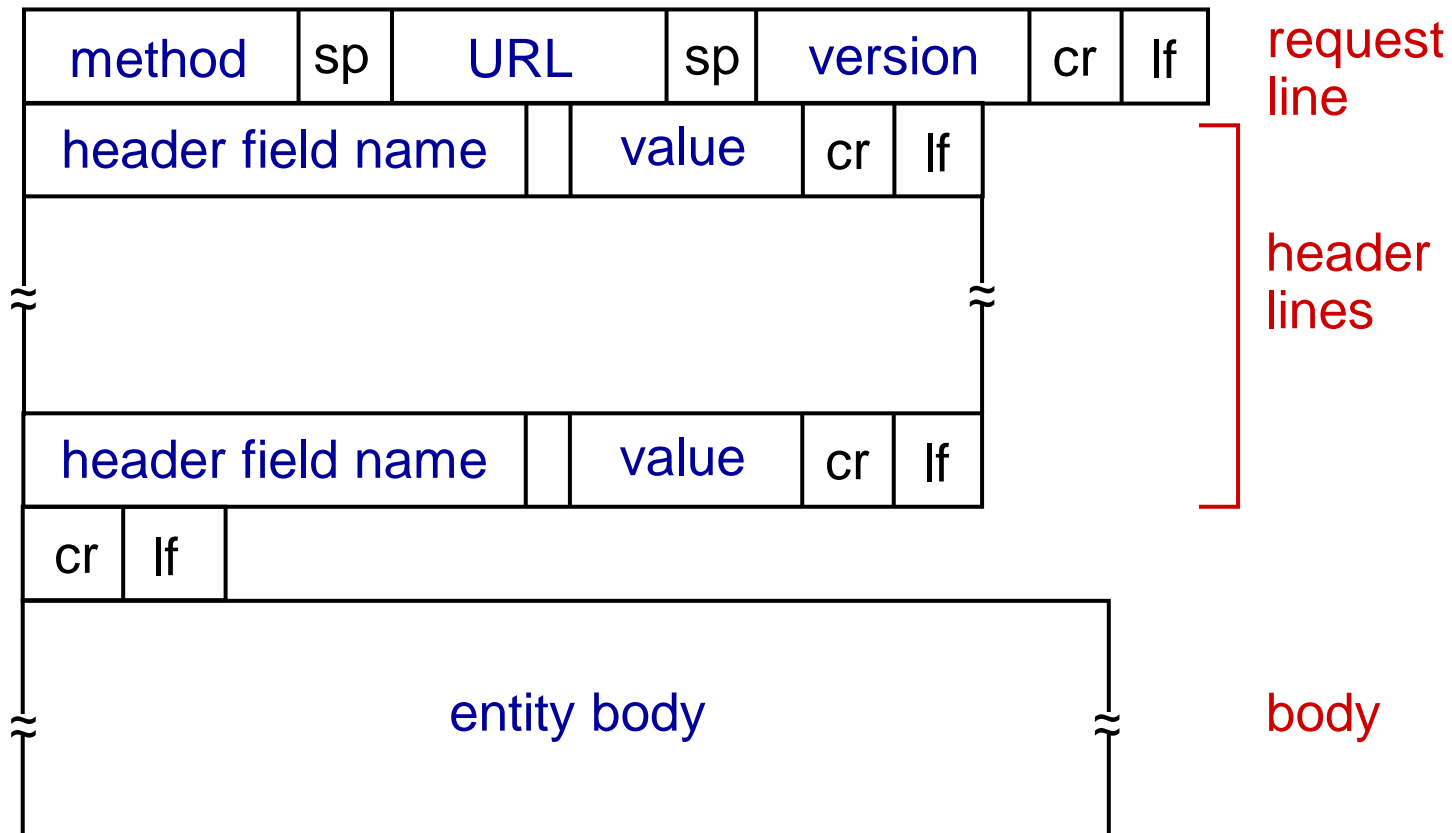 method sp URL sp version cr lf request
line
header field name value cr lf
header
lines
≈ ≈
header field name value cr lf
cr lf
≈ entity body ≈ body